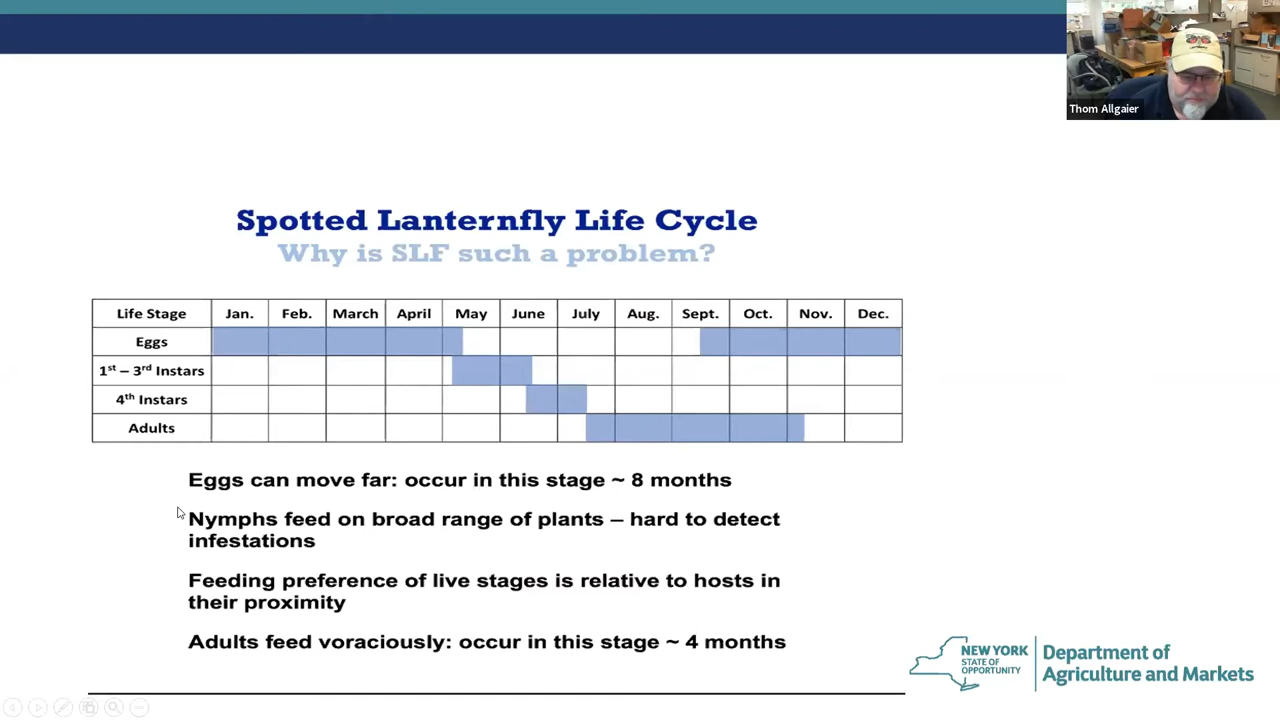 Thom Allgaier
Spotted Lanternfly Life Cycle
Why is SLF such a problem?
Life Stage Jan. Feb. March April May June July Aug. Sept. Oct. Nov. Dec.
Eggs
1st – 3rd Instars
4th Instars
Adults
Eggs can move far: occur in this stage ~ 8 months
Nymphs feed on broad range of plants – hard to detect
infestations
Feeding preference of live stages is relative to hosts in
their proximity
Adults feed voraciously: occur in this stage ~ 4 months
NEW YORK
STATE OF
OPPORTUNITY
Department of
Agriculture and Markets